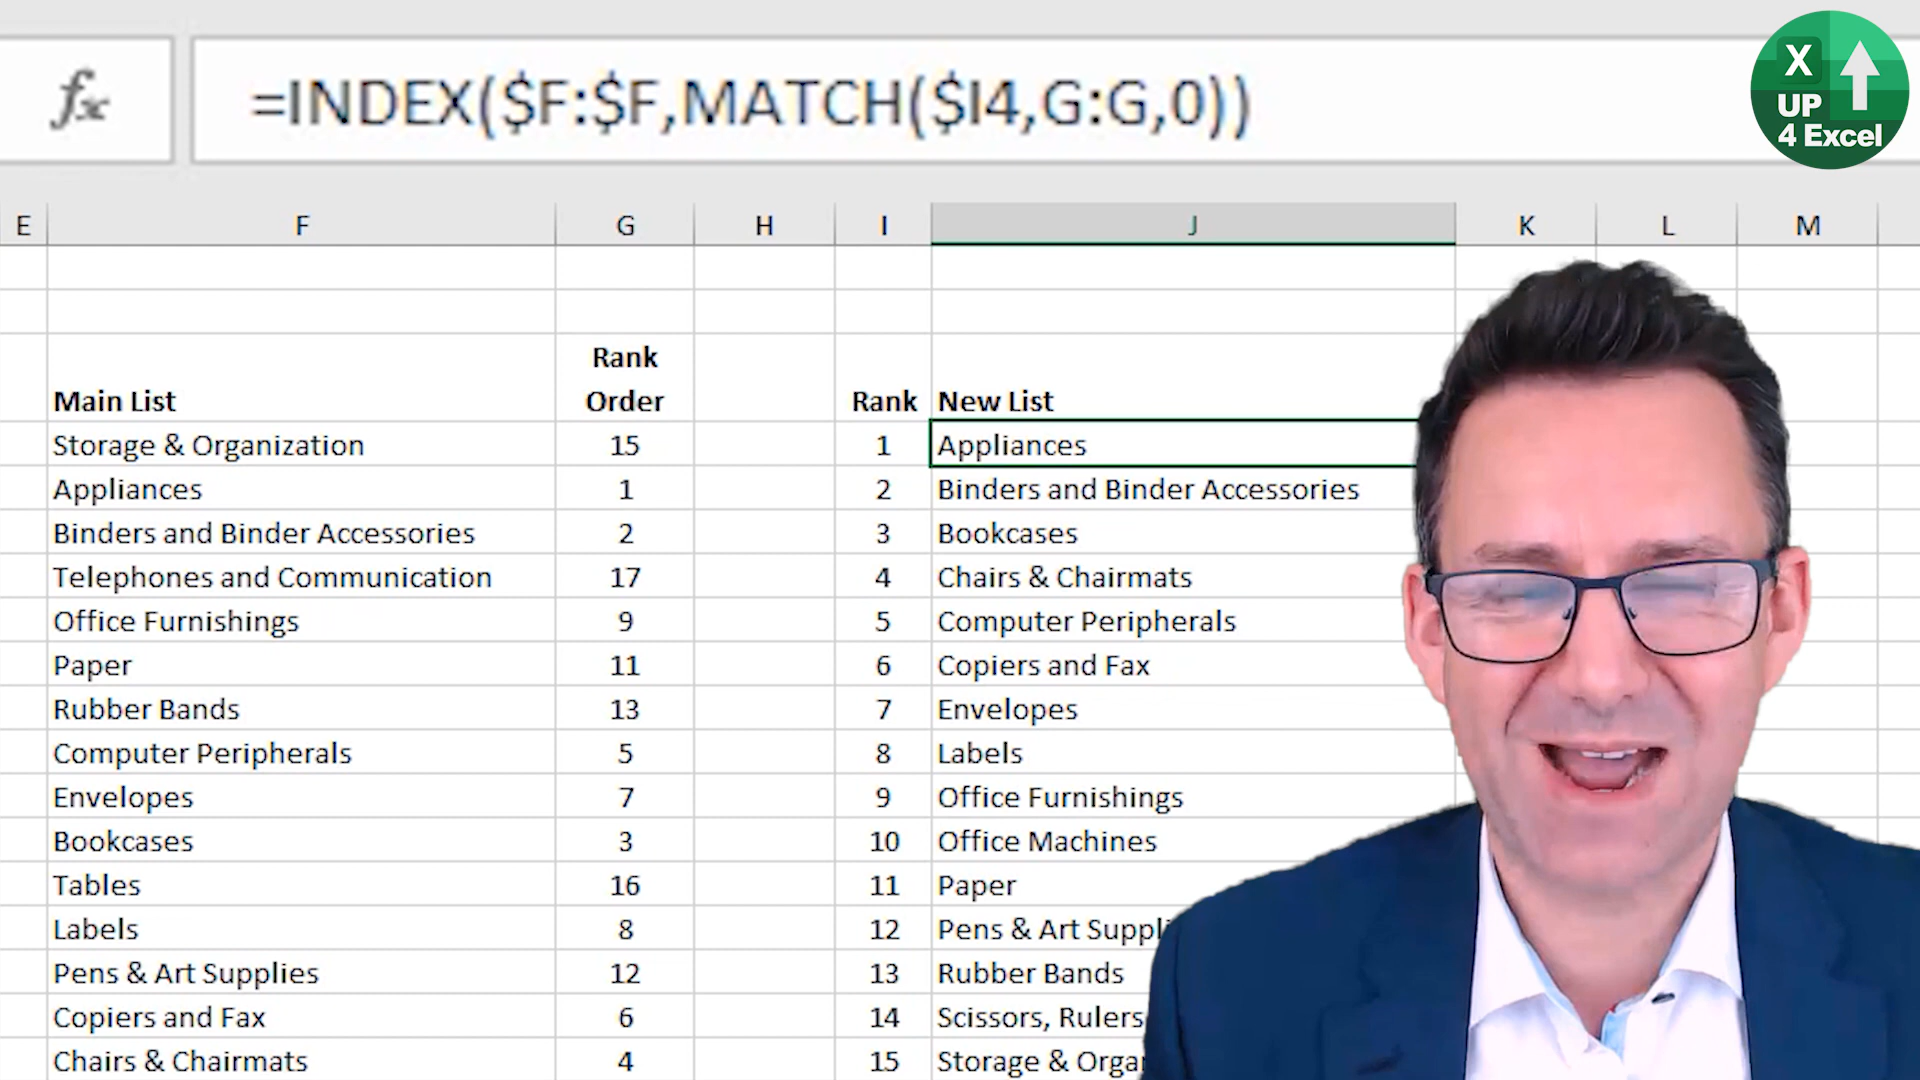 fx =INDEX($F:$F,MATCH($I4,G:G,0))
X
UP
4 Excel
E F G H I J K L M
Rank
Main List Order Rank New List
Storage & Organization 15 1 Appliances
Appliances 1 2 Binders and Binder Accessories
Binders and Binder Accessories 2 3 Bookcases
Telephones and Communication 17 4 Chairs & Chairmats
Office Furnishings 9 5 Computer Peripherals
Paper 11 6 Copiers and Fax
Rubber Bands 13 7 Envelopes
Computer Peripherals 5 8 Labels
Envelopes 7 9 Office Furnishings
Bookcases 3 10 Office Machines
Tables 16 11 Paper
Labels 8 12 Pens & Art
Pens & Art Supplies 12 13 Rubber Bands
Copiers and Fax 6 14 Scissors, Rulers
Chairs & Chairmats 4 15 Storage &